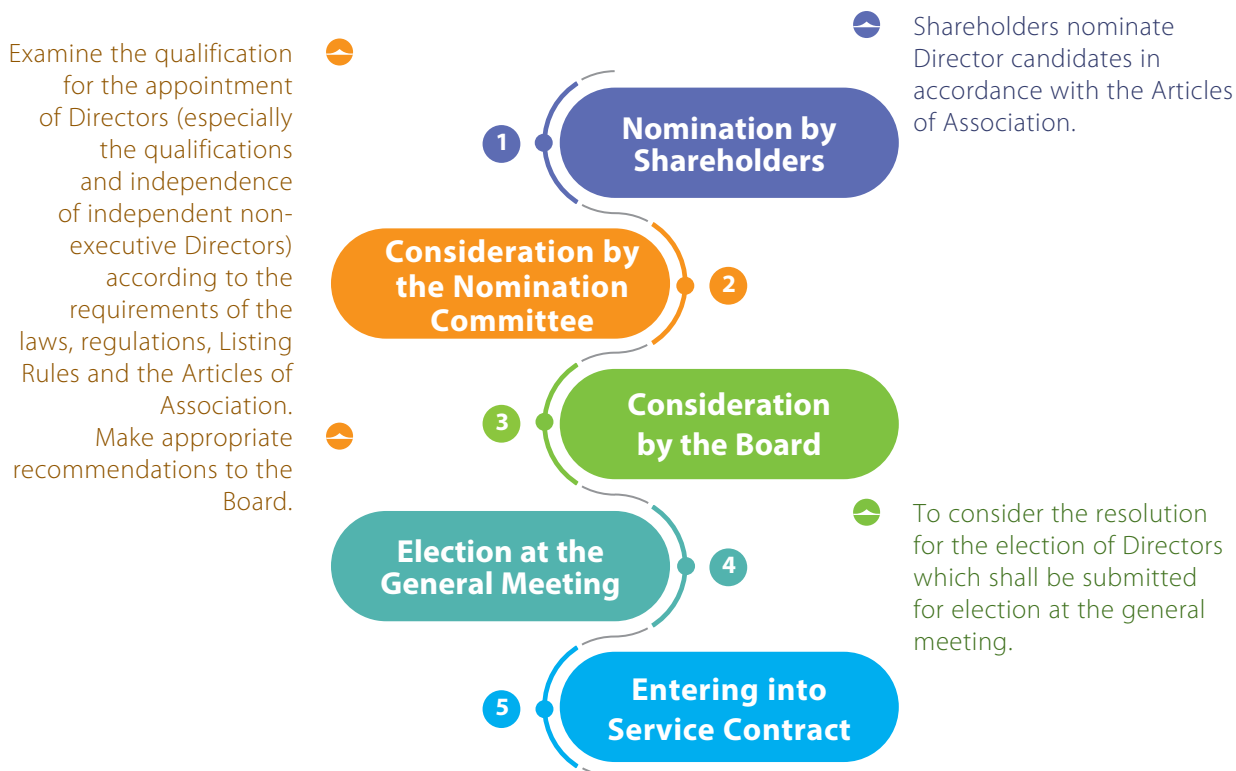 Shareholders nominate
Director candidates in
accordance with the Articles
of Association.
1
Nomination by
Shareholders
Examine the qualification
for the appointment
of Directors (especially
the qualifications
and independence
of independent non-
executive Directors)
according to the
requirements of the
laws, regulations, Listing
Rules and the Articles of
Association.
Make appropriate
recommendations to the
Board.
Consideration by
the Nomination
Committee
2
3
Consideration
by the Board
To consider the resolution
for the election of Directors
which shall be submitted
for election at the general
meeting.
Election at the
General Meeting
4
5
Entering into
Service Contract